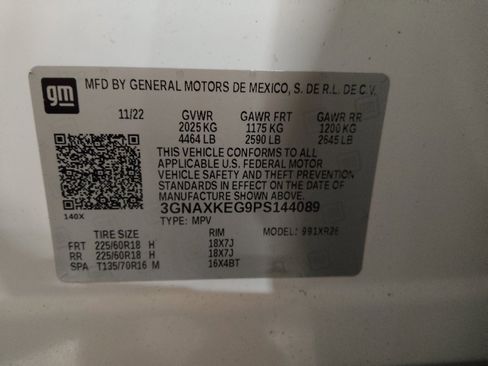 gm
MFD BY GENERAL MOTORS DE MEXICO, S. DE R.L. DE C.V.
11/22 GVWR GAWR FRT GAWR RR
2025 KG 1175 KG 1200 KG
4464 LB 2590 LB 2645 LB
THIS VEHICLE CONFORMS TO ALL
APPLICABLE U.S. FEDERAL MOTOR
VEHICLE SAFETY AND THEFT PREVENTION
STANDARDS IN EFFECT ON THE DATE OF
MANUFACTURE SHOWN ABOVE.
3GNAXKEG9PS144089
140X
TYPE: MPV
TIRE SIZE RIM MODEL: 991XR26
FRT 225/60R18 H 18X7J
RR 225/60R18 H 18X7J
SPA T135/70R16 M 16X4BT